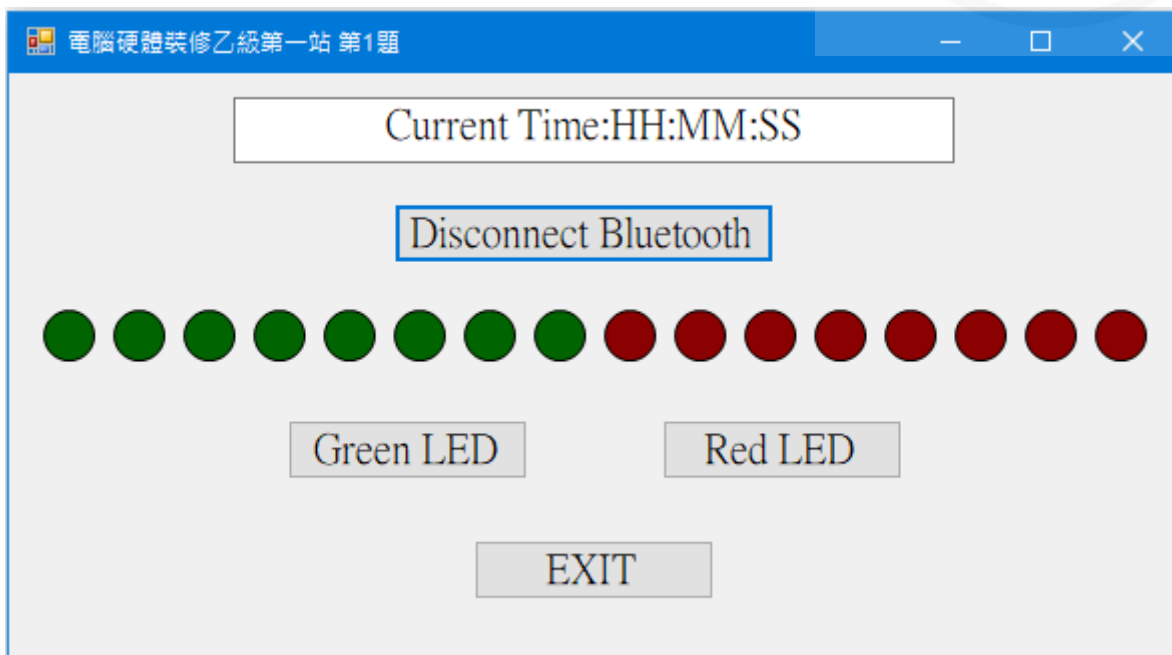 電腦硬體裝修乙級第一站 第1題
Current Time:HH:MM:SS
Disconnect Bluetooth
Green LED
Red LED
EXIT